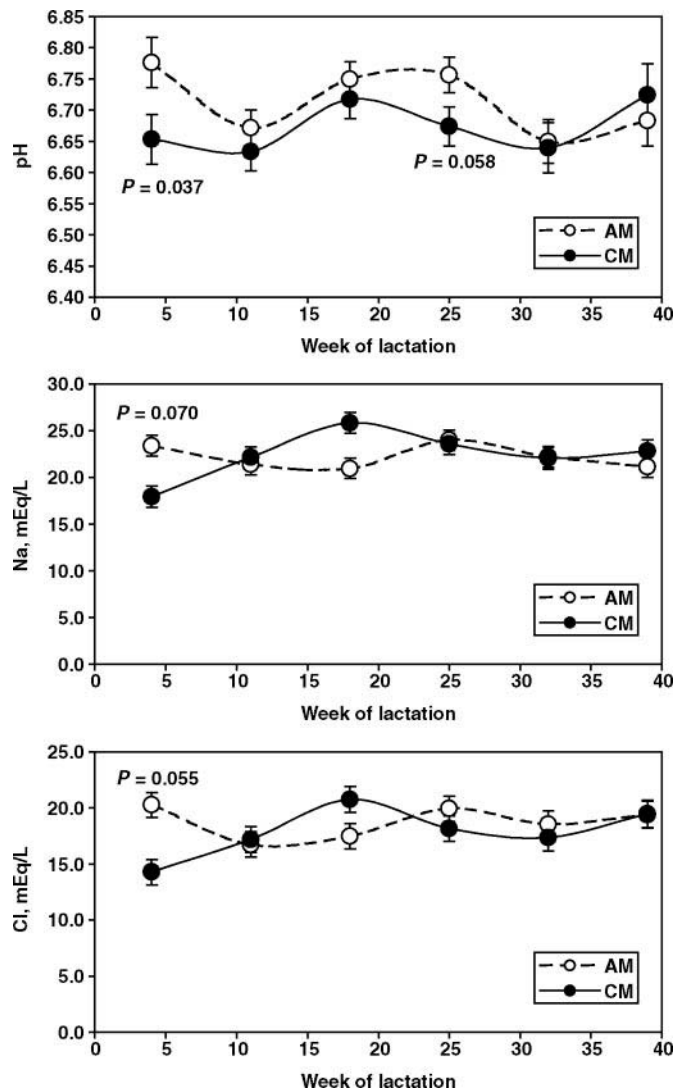 6.85
6.80
6.75
6.70
6.65
6.60
6.55
6.50
6.45
6.40
pH
P = 0.037
P = 0.058
AM
CM
0 5 10 15 20 25 30 35 40
Week of lactation
30.0
25.0
20.0
15.0
10.0
5.0
0.0
Na, mEq/L
P = 0.070
AM
CM
0 5 10 15 20 25 30 35 40
Week of lactation
25.0
20.0
15.0
10.0
5.0
0.0
Cl, mEq/L
P = 0.055
AM
CM
0 5 10 15 20 25 30 35 40
Week of lactation